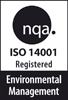 nqa.
ISO 14001
Registered
Environmental
Management